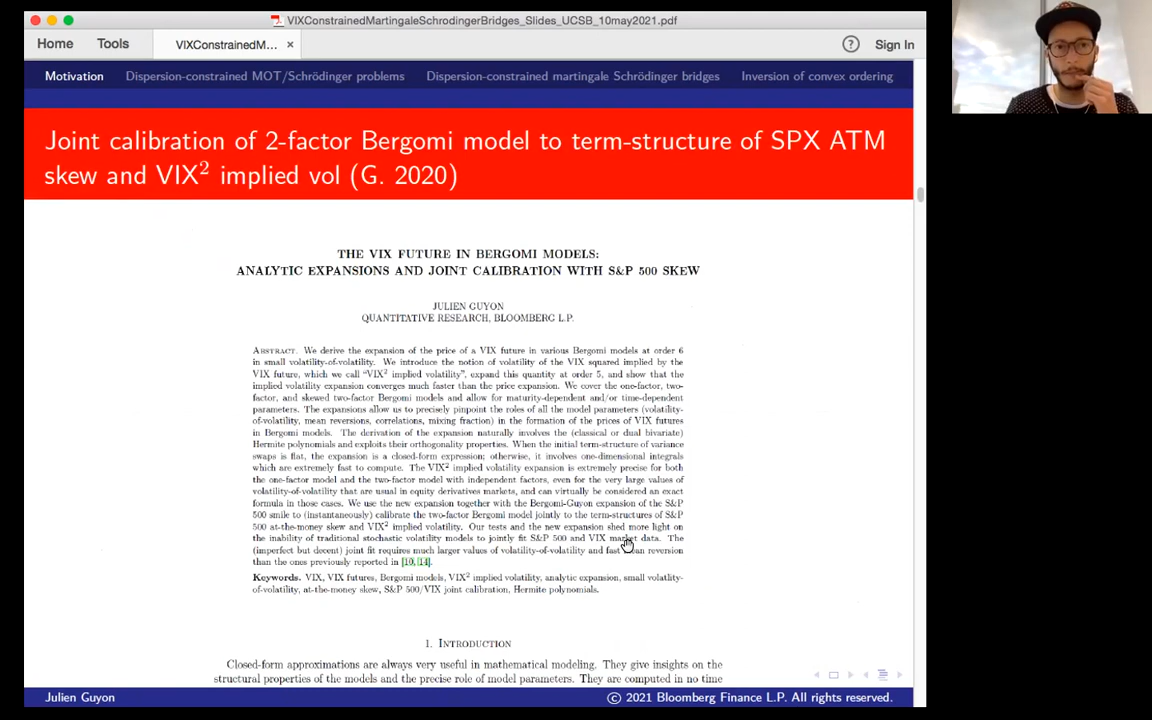 VIXConstrainedMartingaleSchrodingerBridges_Slides_UCSB_10may2021.pdf
Home Tools VIXConstrainedM... × ? Sign In
Motivation Dispersion-constrained MOT/Schrödinger problems Dispersion-constrained martingale Schrödinger bridges Inversion of convex ordering
Joint calibration of 2-factor Bergomi model to term-structure of SPX ATM
skew and VIX² implied vol (G. 2020)
THE VIX FUTURE IN BERGOMI MODELS:
ANALYTIC EXPANSIONS AND JOINT CALIBRATION WITH S&P 500 SKEW
JULIEN GUYON
QUANTITATIVE RESEARCH, BLOOMBERG L.P.
Abstract. We derive the expansion of the price of a VIX future in various Bergomi models at order 6
in small volatility-of-volatility. We introduce the notion of volatility of the VIX squared implied by the
VIX future, which we call “VIX² implied volatility”, expand this quantity at order 5, and show that the
implied volatility expansion converges much faster than the price expansion. We cover the one-factor, two-
factor, and skewed two-factor Bergomi models and allow for maturity-dependent and/or time-dependent
parameters. The expansions allow us to precisely pinpoint the roles of all the model parameters (volatility-
of-volatility, mean reversions, correlations, mixing fraction) in the formation of the prices of VIX futures
in Bergomi models. The derivation of the expansion naturally involves the (classical or dual bivariate)
Hermite polynomials and exploits their orthogonality properties. When the initial term-structure of variance
swaps is flat, the expansion is a closed-form expression; otherwise, it involves one-dimensional integrals
which are extremely fast to compute. The VIX² implied volatility expansion is extremely precise for both
the one-factor model and the two-factor model with independent factors, even for the very large values of
volatility-of-volatility that are usual in equity derivatives markets, and can virtually be considered an exact
formula in those cases. We use the new expansion together with the Bergomi-Guyon expansion of the S&P
500 smile to (instantaneously) calibrate the two-factor Bergomi model jointly to the term-structures of S&P
500 at-the-money skew and VIX² implied volatility. Our tests and the new expansion shed more light on
the inability of traditional stochastic volatility models to jointly fit S&P 500 and VIX market data. The
(imperfect but decent) joint fit requires much larger values of volatility-of-volatility and fast mean reversion
than the ones previously reported in [10, 14].
Keywords. VIX, VIX futures, Bergomi models, VIX² implied volatility, analytic expansion, small volatility-
of-volatility, at-the-money skew, S&P 500/VIX joint calibration, Hermite polynomials.
1. Introduction
Closed-form approximations are always very useful in mathematical modeling. They give insights on the
structural properties of the models and the precise role of model parameters. They are computed in no time
Julien Guyon © 2021 Bloomberg Finance L.P. All rights reserved.